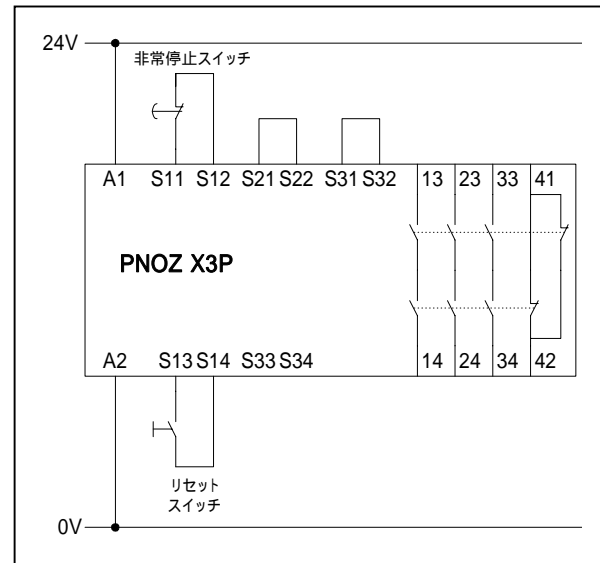 24V
非常停止スイッチ
A1 S11 S12 S21 S22 S31 S32 13 23 33 41
PNOZ X3P
A2 S13 S14 S33 S34 14 24 34 42
リセット
スイッチ
0V